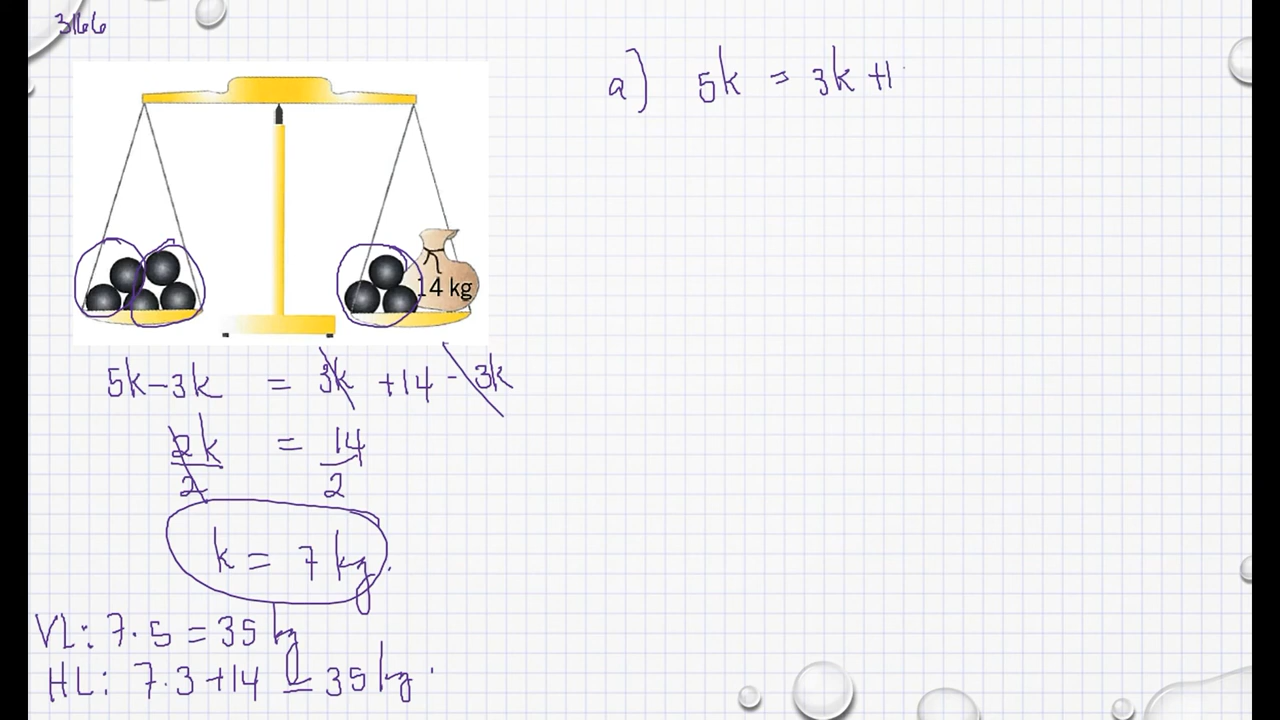 3166
a) 5k = 3k + 1
14 kg
5k - 3k = 3k + 14 - 3k
2k/2 = 14/2
k = 7 kg.
VL: 7·5 = 35 kg
HL: 7·3 + 14 = 35 kg.